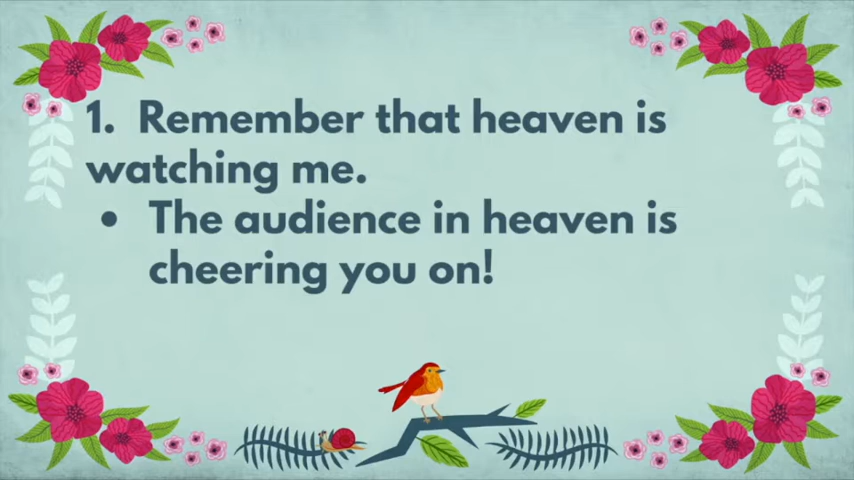 1. Remember that heaven is
watching me.
• The audience in heaven is
cheering you on!